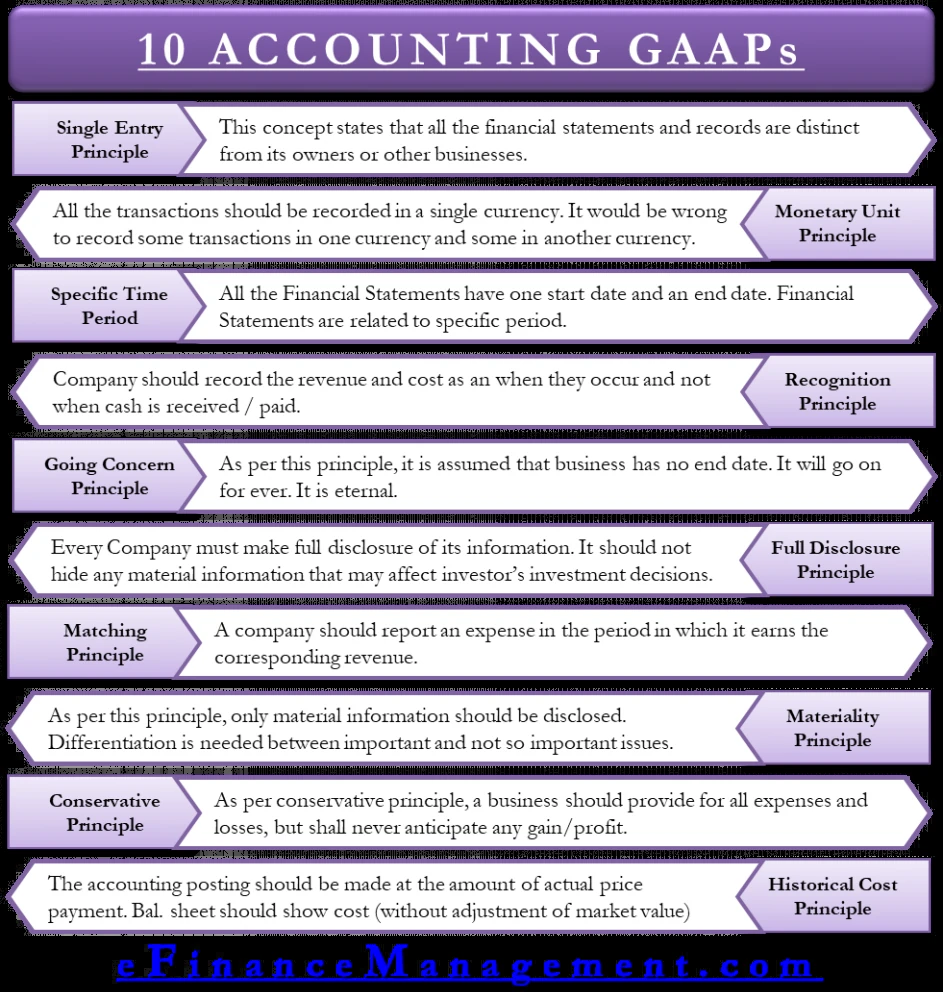 10 ACCOUNTING GAAPs
Single Entry
Principle
This concept states that all the financial statements and records are distinct
from its owners or other businesses.
All the transactions should be recorded in a single currency. It would be wrong
to record some transactions in one currency and some in another currency.
Monetary Unit
Principle
Specific Time
Period
All the Financial Statements have one start date and an end date. Financial
Statements are related to specific period.
Company should record the revenue and cost as an when they occur and not
when cash is received / paid.
Recognition
Principle
Going Concern
Principle
As per this principle, it is assumed that business has no end date. It will go on
for ever. It is eternal.
Every Company must make full disclosure of its information. It should not
hide any material information that may affect investor's investment decisions.
Full Disclosure
Principle
Matching
Principle
A company should report an expense in the period in which it earns the
corresponding revenue.
As per this principle, only material information should be disclosed.
Differentiation is needed between important and not so important issues.
Materiality
Principle
Conservative
Principle
As per conservative principle, a business should provide for all expenses and
losses, but shall never anticipate any gain/profit.
The accounting posting should be made at the amount of actual price
payment. Bal. sheet should show cost (without adjustment of market value)
Historical Cost
Principle
eFinanceManagement.com